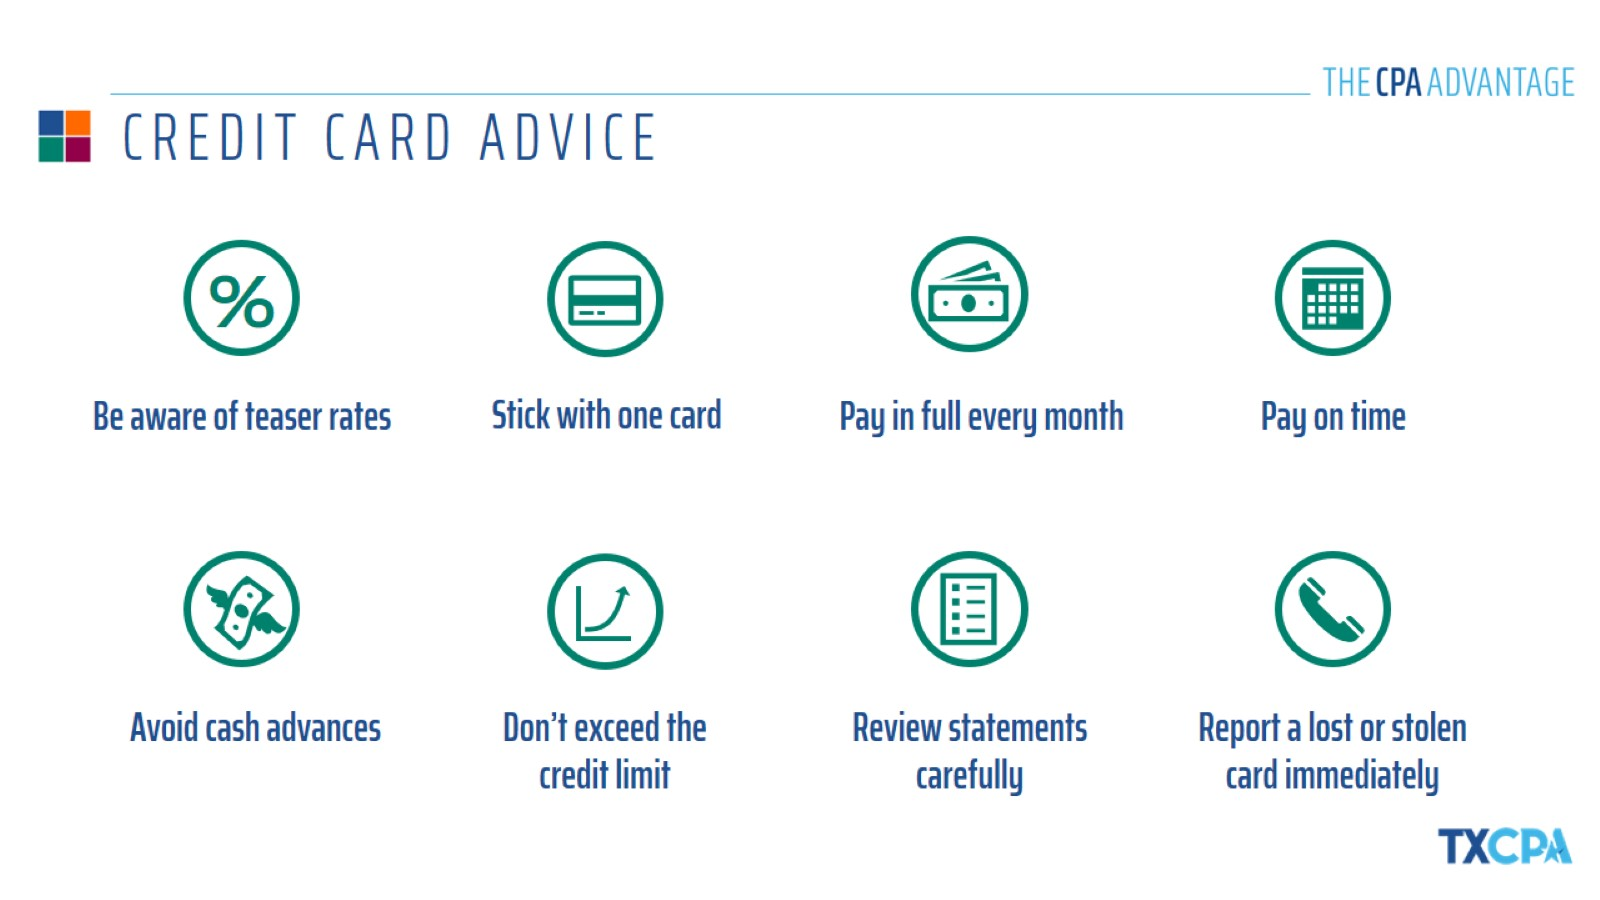 THE CPA ADVANTAGE
CREDIT CARD ADVICE
%
Be aware of teaser rates
Stick with one card
Pay in full every month
Pay on time
Avoid cash advances
Don't exceed the
credit limit
Review statements
carefully
Report a lost or stolen
card immediately
TXCPA